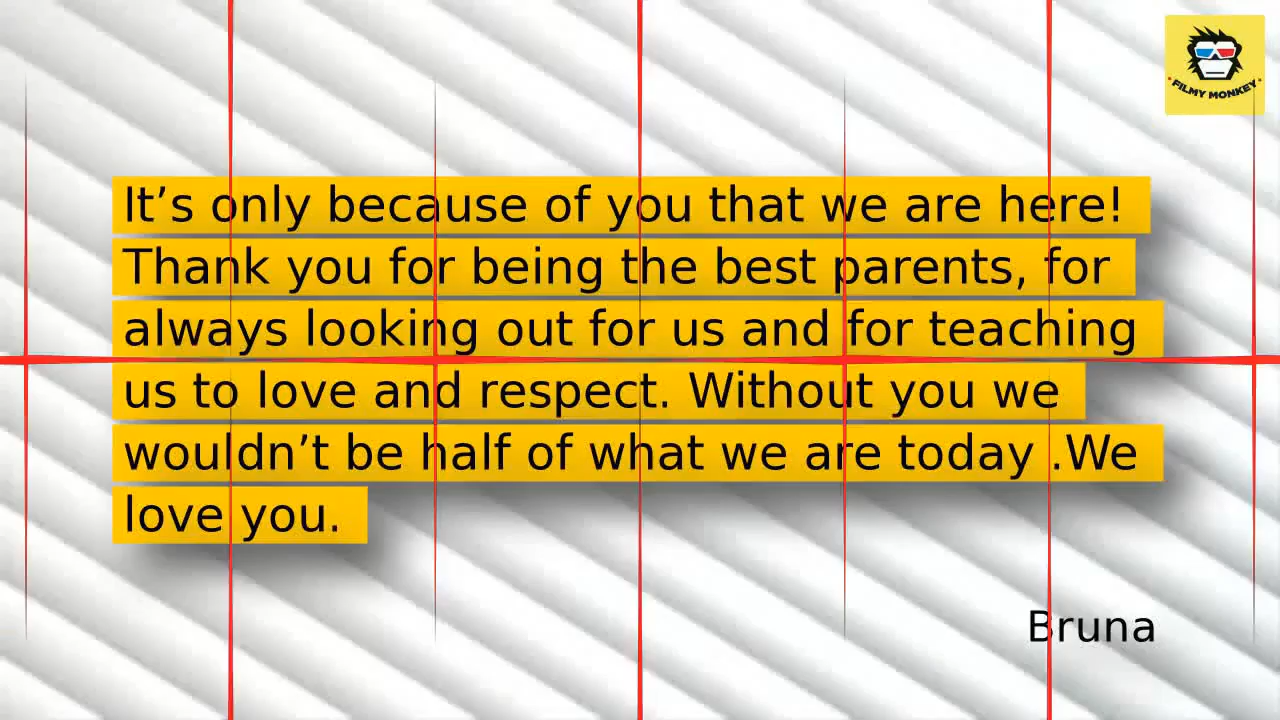 FILMY MONKEY
It’s only because of you that we are here!
Thank you for being the best parents, for
always looking out for us and for teaching
us to love and respect. Without you we
wouldn’t be half of what we are today .We
love you.
Bruna